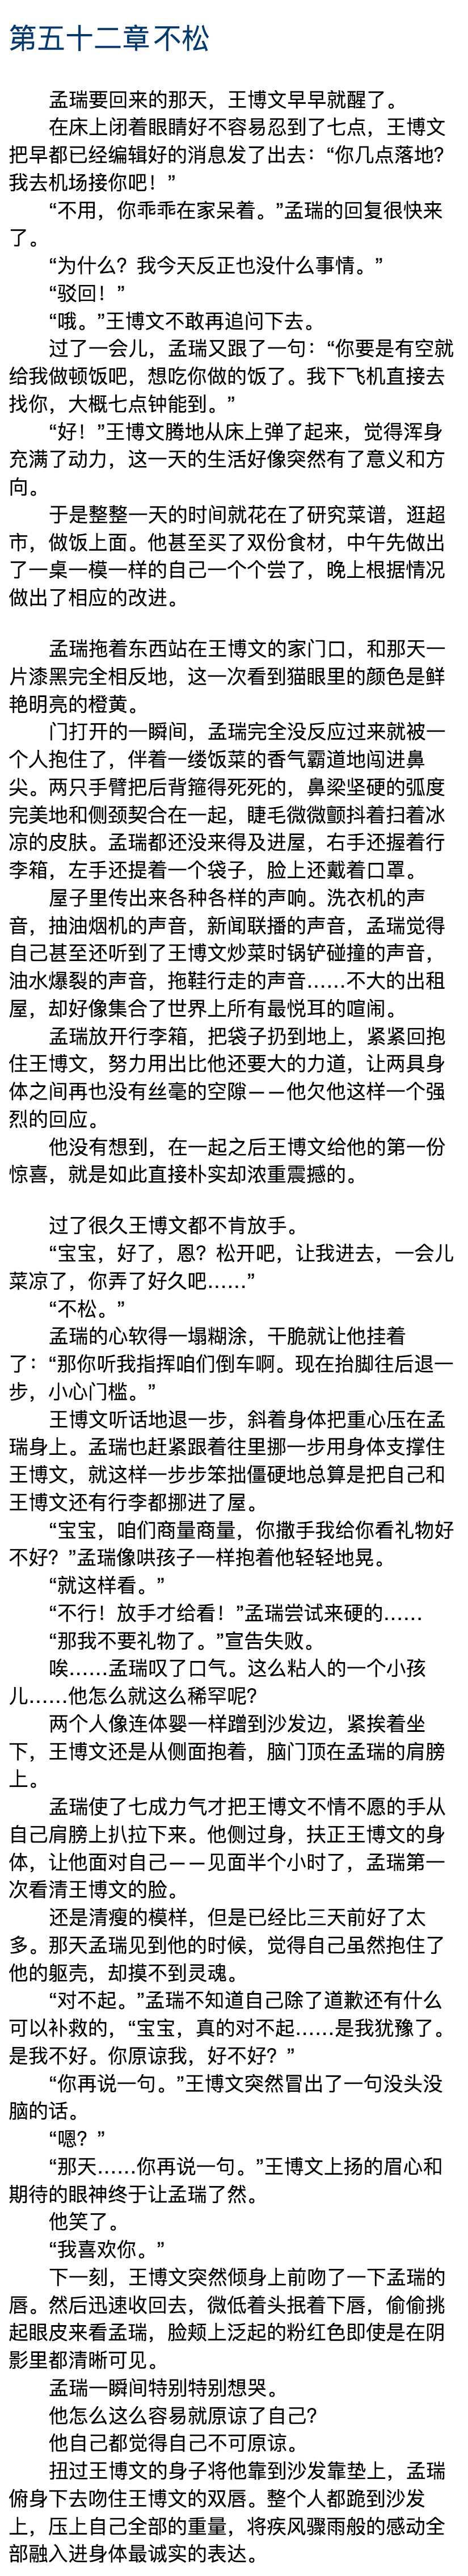 第五十二章 不松
孟瑞要回来的那天，王博文早早就醒了。
在床上闭着眼睛好不容易忍到了七点，王博文
把早都已经编辑好的消息发了出去：“你几点落地？
我去机场接你吧！”
“不用，你乖乖在家呆着。”孟瑞的回复很快来
了。
“为什么？我今天反正也没什么事情。”
“驳回！”
“哦。”王博文不敢再追问下去。
过了一会儿，孟瑞又跟了一句：“你要是有空就
给我做顿饭吧，想吃你做的饭了。我下飞机直接去
找你，大概七点钟能到。”
“好！”王博文腾地从床上弹了起来，觉得浑身
充满了动力，这一天的生活好像突然有了意义和方
向。
于是整整一天的时间就花在了研究菜谱，逛超
市，做饭上面。他甚至买了双份食材，中午先做出
了一桌一模一样的自己一个个尝了，晚上根据情况
做出了相应的改进。
孟瑞拖着东西站在王博文的家门口，和那天一
片漆黑完全相反地，这一次看到猫眼里的颜色是鲜
艳明亮的橙黄。
门打开的一瞬间，孟瑞完全没反应过来就被一
个人抱住了，伴着一缕饭菜的香气霸道地闯进鼻
尖。两只手臂把后背箍得死死的，鼻梁坚硬的弧度
完美地和侧颈契合在一起，睫毛微微颤抖着扫着冰
凉的皮肤。孟瑞都还没来得及进屋，右手还握着行
李箱，左手还提着一个袋子，脸上还戴着口罩。
屋子里传出来各种各样的声响。洗衣机的声
音，抽油烟机的声音，新闻联播的声音，孟瑞觉得
自己甚至还听到了王博文炒菜时锅铲碰撞的声音，
油水爆裂的声音，拖鞋行走的声音……不大的出租
屋，却好像集合了世界上所有最悦耳的喧闹。
孟瑞放开行李箱，把袋子扔到地上，紧紧回抱
住王博文，努力用出比他还要大的力道，让两具身
体之间再也没有丝毫的空隙——他欠他这样一个强
烈的回应。
他没有想到，在一起之后王博文给他的第一份
惊喜，就是如此直接朴实却浓重震撼的。
过了很久王博文都不肯放手。
“宝宝，好了，恩？松开吧，让我进去，一会儿
菜凉了，你弄了好久吧……”
“不松。”
孟瑞的心软得一塌糊涂，干脆就让他挂着
了：“那你听我指挥咱们倒车啊。现在抬脚往后退一
步，小心门槛。”
王博文听话地退一步，斜着身体把重心压在孟
瑞身上。孟瑞也赶紧跟着往里挪一步用身体支撑住
王博文，就这样一步步笨拙僵硬地总算是把自己和
王博文还有行李都挪进了屋。
“宝宝，咱们商量商量，你撒手我给你看礼物好
不好？”孟瑞像哄孩子一样抱着他轻轻地晃。
“就这样看。”
“不行！放手才给看！”孟瑞尝试来硬的……
“那我不要礼物了。”宣告失败。
唉……孟瑞叹了口气。这么粘人的一个小孩
儿……他怎么就这么稀罕呢？
两个人像连体婴一样蹭到沙发边，紧挨着坐
下，王博文还是从侧面抱着，脑门顶在孟瑞的肩膀
上。
孟瑞使了七成力气才把王博文不情不愿的手从
自己肩膀上扒拉下来。他侧过身，扶正王博文的身
体，让他面对自己——见面半个小时了，孟瑞第一
次看清王博文的脸。
还是清瘦的模样，但是已经比三天前好了太
多。那天孟瑞见到他的时候，觉得自己虽然抱住了
他的躯壳，却摸不到灵魂。
“对不起。”孟瑞不知道自己除了道歉还有什么
可以补救的，“宝宝，真的对不起……是我犹豫了。
是我不好。你原谅我，好不好？”
“你再说一句。”王博文突然冒出了一句没头没
脑的话。
“嗯？”
“那天……你再说一句。”王博文上扬的眉心和
期待的眼神终于让孟瑞了然。
他笑了。
“我喜欢你。”
下一刻，王博文突然倾身上前吻了一下孟瑞的
唇。然后迅速收回去，微低着头抿着下唇，偷偷挑
起眼皮来看孟瑞，脸颊上泛起的粉红色即使是在阴
影里都清晰可见。
孟瑞一瞬间特别特别想哭。
他怎么这么容易就原谅了自己？
他自己都觉得自己不可原谅。
扭过王博文的身子将他靠到沙发靠垫上，孟瑞
俯身下去吻住王博文的双唇。整个人都跪到沙发
上，压上自己全部的重量，将疾风骤雨般的感动全
部融入进身体最诚实的表达。